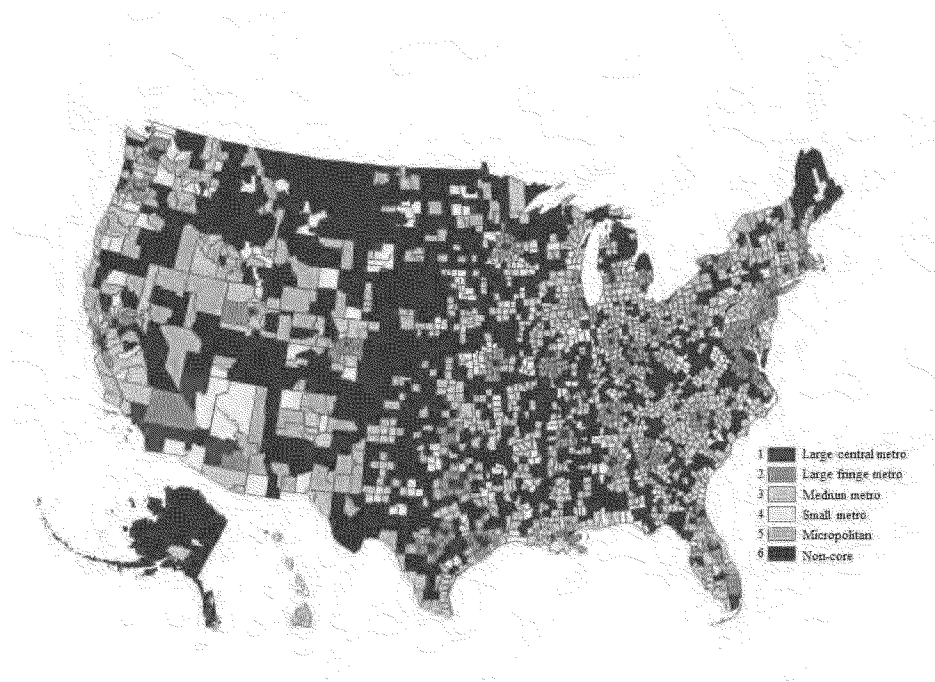 1 Large central metro
2 Large fringe metro
3 Medium metro
4 Small metro
5 Micropolitan
6 Non-core